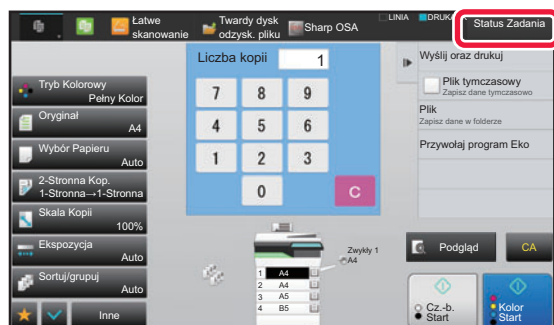 Łatwe
skanowanie
Twardy dysk
odzysk. pliku
Sharp OSA
LINIA
DRUK
Status Zadania
Tryb Kolorowy
Pełny Kolor
Oryginał
A4
Wybór Papieru
Auto
2-Stronna Kop.
1-Stronna→1-Stronna
Skala Kopii
100%
Ekspozycja
Auto
Sortuj/grupuj
Auto
Inne
Liczba kopii
1
7 8 9
4 5 6
1 2 3
0 C
Zwykły 1
A4
1 A4
2 A4
3 A5
4 B5
Wyślij oraz drukuj
Plik tymczasowy
Zapisz dane tymczasowo
Plik
Zapisz dane w folderze
Przywołaj program Eko
Podgląd
CA
Cz.-b.
Start
Kolor
Start